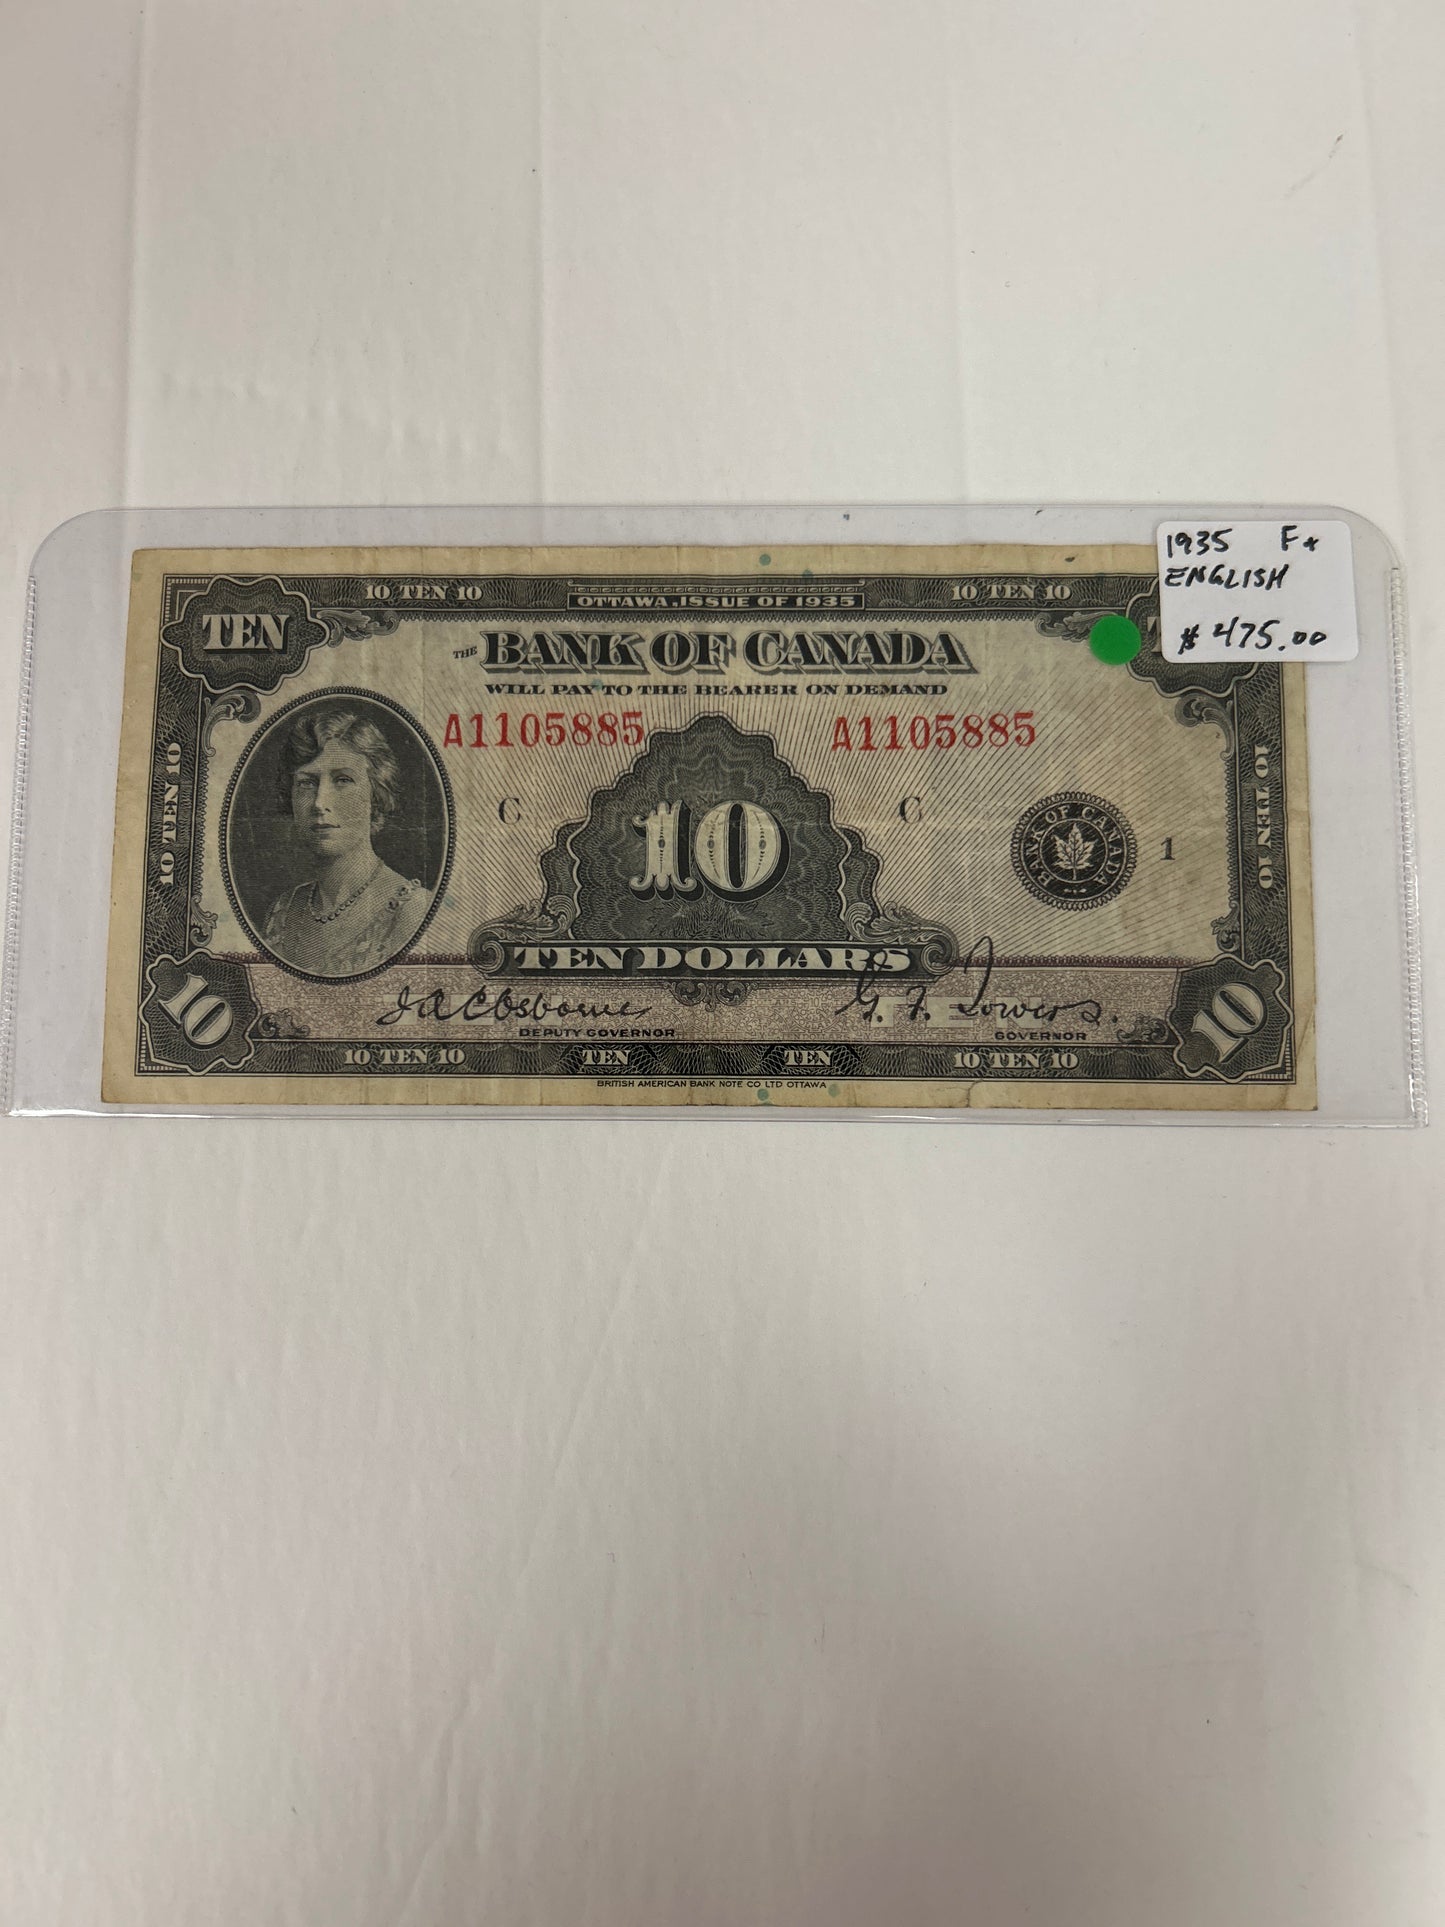 1935 F+
ENGLISH
$475.00
TEN
10 TEN 10
OTTAWA, ISSUE OF 1935
10 TEN 10
THE BANK OF CANADA
WILL PAY TO THE BEARER ON DEMAND
A1105885
A1105885
10 TEN 10
10 TEN 10
C
10
C
BANK OF CANADA
1
TEN DOLLARS
10
J.A.C. Osborne
DEPUTY GOVERNOR
G. F. Towers.
GOVERNOR
10
10 TEN 10
TEN
TEN
10 TEN 10
BRITISH AMERICAN BANK NOTE CO LTD OTTAWA